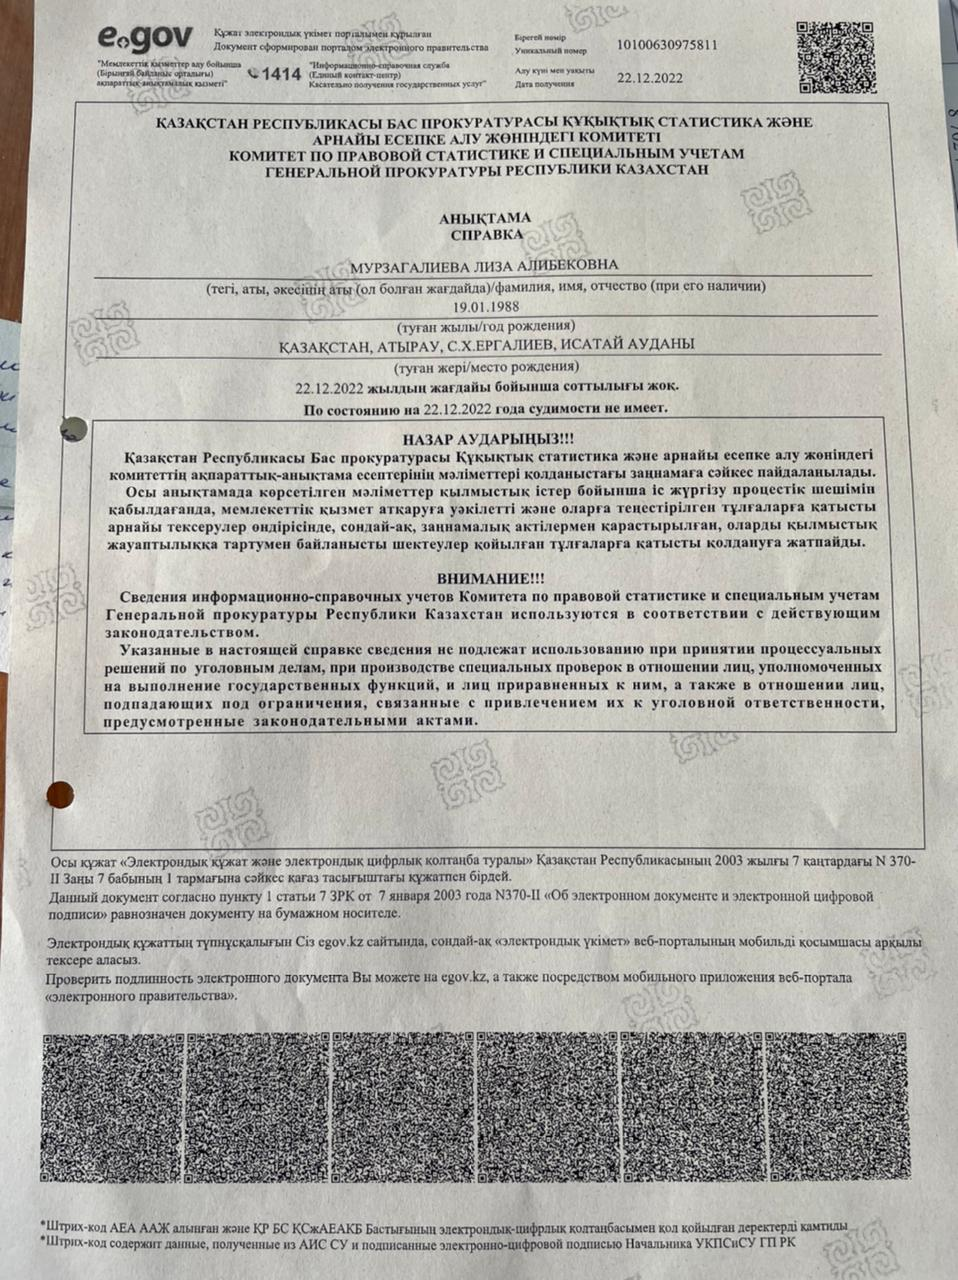 e.gov
Құжат электрондық үкімет порталымен құрылған
Документ сформирован порталом электронного правительства
"Мемлекеттік қызметтер алу бойынша
(Бірыңғай байланыс орталығы)
ақпараттық-анықтамалық қызметі"
1414
"Информационно-справочная служба
(Единый контакт-центр)
Касательно получения государственных услуг"
Бірегей нөмір
Уникальный номер
10100630975811
Алу күні мен уақыты
Дата получения
22.12.2022
ҚАЗАҚСТАН РЕСПУБЛИКАСЫ БАС ПРОКУРАТУРАСЫ ҚҰҚЫҚТЫҚ СТАТИСТИКА ЖӘНЕ
АРНАЙЫ ЕСЕПКЕ АЛУ ЖӨНІНДЕГІ КОМИТЕТІ
КОМИТЕТ ПО ПРАВОВОЙ СТАТИСТИКЕ И СПЕЦИАЛЬНЫМ УЧЕТАМ
ГЕНЕРАЛЬНОЙ ПРОКУРАТУРЫ РЕСПУБЛИКИ КАЗАХСТАН
АНЫҚТАМА
СПРАВКА
МУРЗАГАЛИЕВА ЛИЗА АЛИБЕКОВНА
(тегі, аты, әкесінің аты (ол болған жағдайда)/фамилия, имя, отчество (при его наличии)
19.01.1988
(туған жылы/год рождения)
ҚАЗАҚСТАН, АТЫРАУ, С.Х.ЕРГАЛИЕВ, ИСАТАЙ АУДАНЫ
(туған жері/место рождения)
22.12.2022 жылдың жағдайы бойынша соттылығы жоқ.
По состоянию на 22.12.2022 года судимости не имеет.
НАЗАР АУДАРЫҢЫЗ!!!
Қазақстан Республикасы Бас прокуратурасы Құқықтық статистика және арнайы есепке алу жөніндегі
комитеттің ақпараттық-анықтама есептерінің мәліметтері қолданыстағы заңнамаға сәйкес пайдаланылады.
Осы анықтамада көрсетілген мәліметтер қылмыстық істер бойынша іс жүргізу процестік шешімін
қабылдағанда, мемлекеттік қызмет атқаруға уәкілетті және оларға теңестірілген тұлғаларға қатысты
арнайы тексерулер өндірісінде, сондай-ақ, заңнамалық актілермен қарастырылған, оларды қылмыстық
жауаптылыққа тартумен байланысты шектеулер қойылған тұлғаларға қатысты қолдануға жатпайды.
ВНИМАНИЕ!!!
Сведения информационно-справочных учетов Комитета по правовой статистике и специальным учетам
Генеральной прокуратуры Республики Казахстан используются в соответствии с действующим
законодательством.
Указанные в настоящей справке сведения не подлежат использованию при принятии процессуальных
решений по уголовным делам, при производстве специальных проверок в отношении лиц, уполномоченных
на выполнение государственных функций, и лиц приравненных к ним, а также в отношении лиц,
подпадающих под ограничения, связанные с привлечением их к уголовной ответственности,
предусмотренные законодательными актами.
Осы құжат «Электрондық құжат және электрондық цифрлық қолтаңба туралы» Қазақстан Республикасының 2003 жылғы 7 қаңтардағы N 370-
II Заңы 7 бабының 1 тармағына сәйкес қағаз тасығыштағы құжатпен бірдей.
Данный документ согласно пункту 1 статьи 7 ЗРК от 7 января 2003 года N370-II «Об электронном документе и электронной цифровой
подписи» равнозначен документу на бумажном носителе.
Электрондық құжаттың түпнұсқалығын Сіз egov.kz сайтында, сондай-ақ «электрондық үкімет» веб-порталының мобильді қосымшасы арқылы
тексере аласыз.
Проверить подлинность электронного документа Вы можете на egov.kz, а также посредством мобильного приложения веб-портала
«электронного правительства».
*Штрих-код АЕА ААЖ алынған және ҚР БС ҚСжАЕАКБ Бастығының электрондық-цифрлық қолтаңбасымен қол қойылған деректерді қамтиды
*Штрих-код содержит данные, полученные из АИС СУ и подписанные электронно-цифровой подписью Начальника УКПСиСУ ГП РК